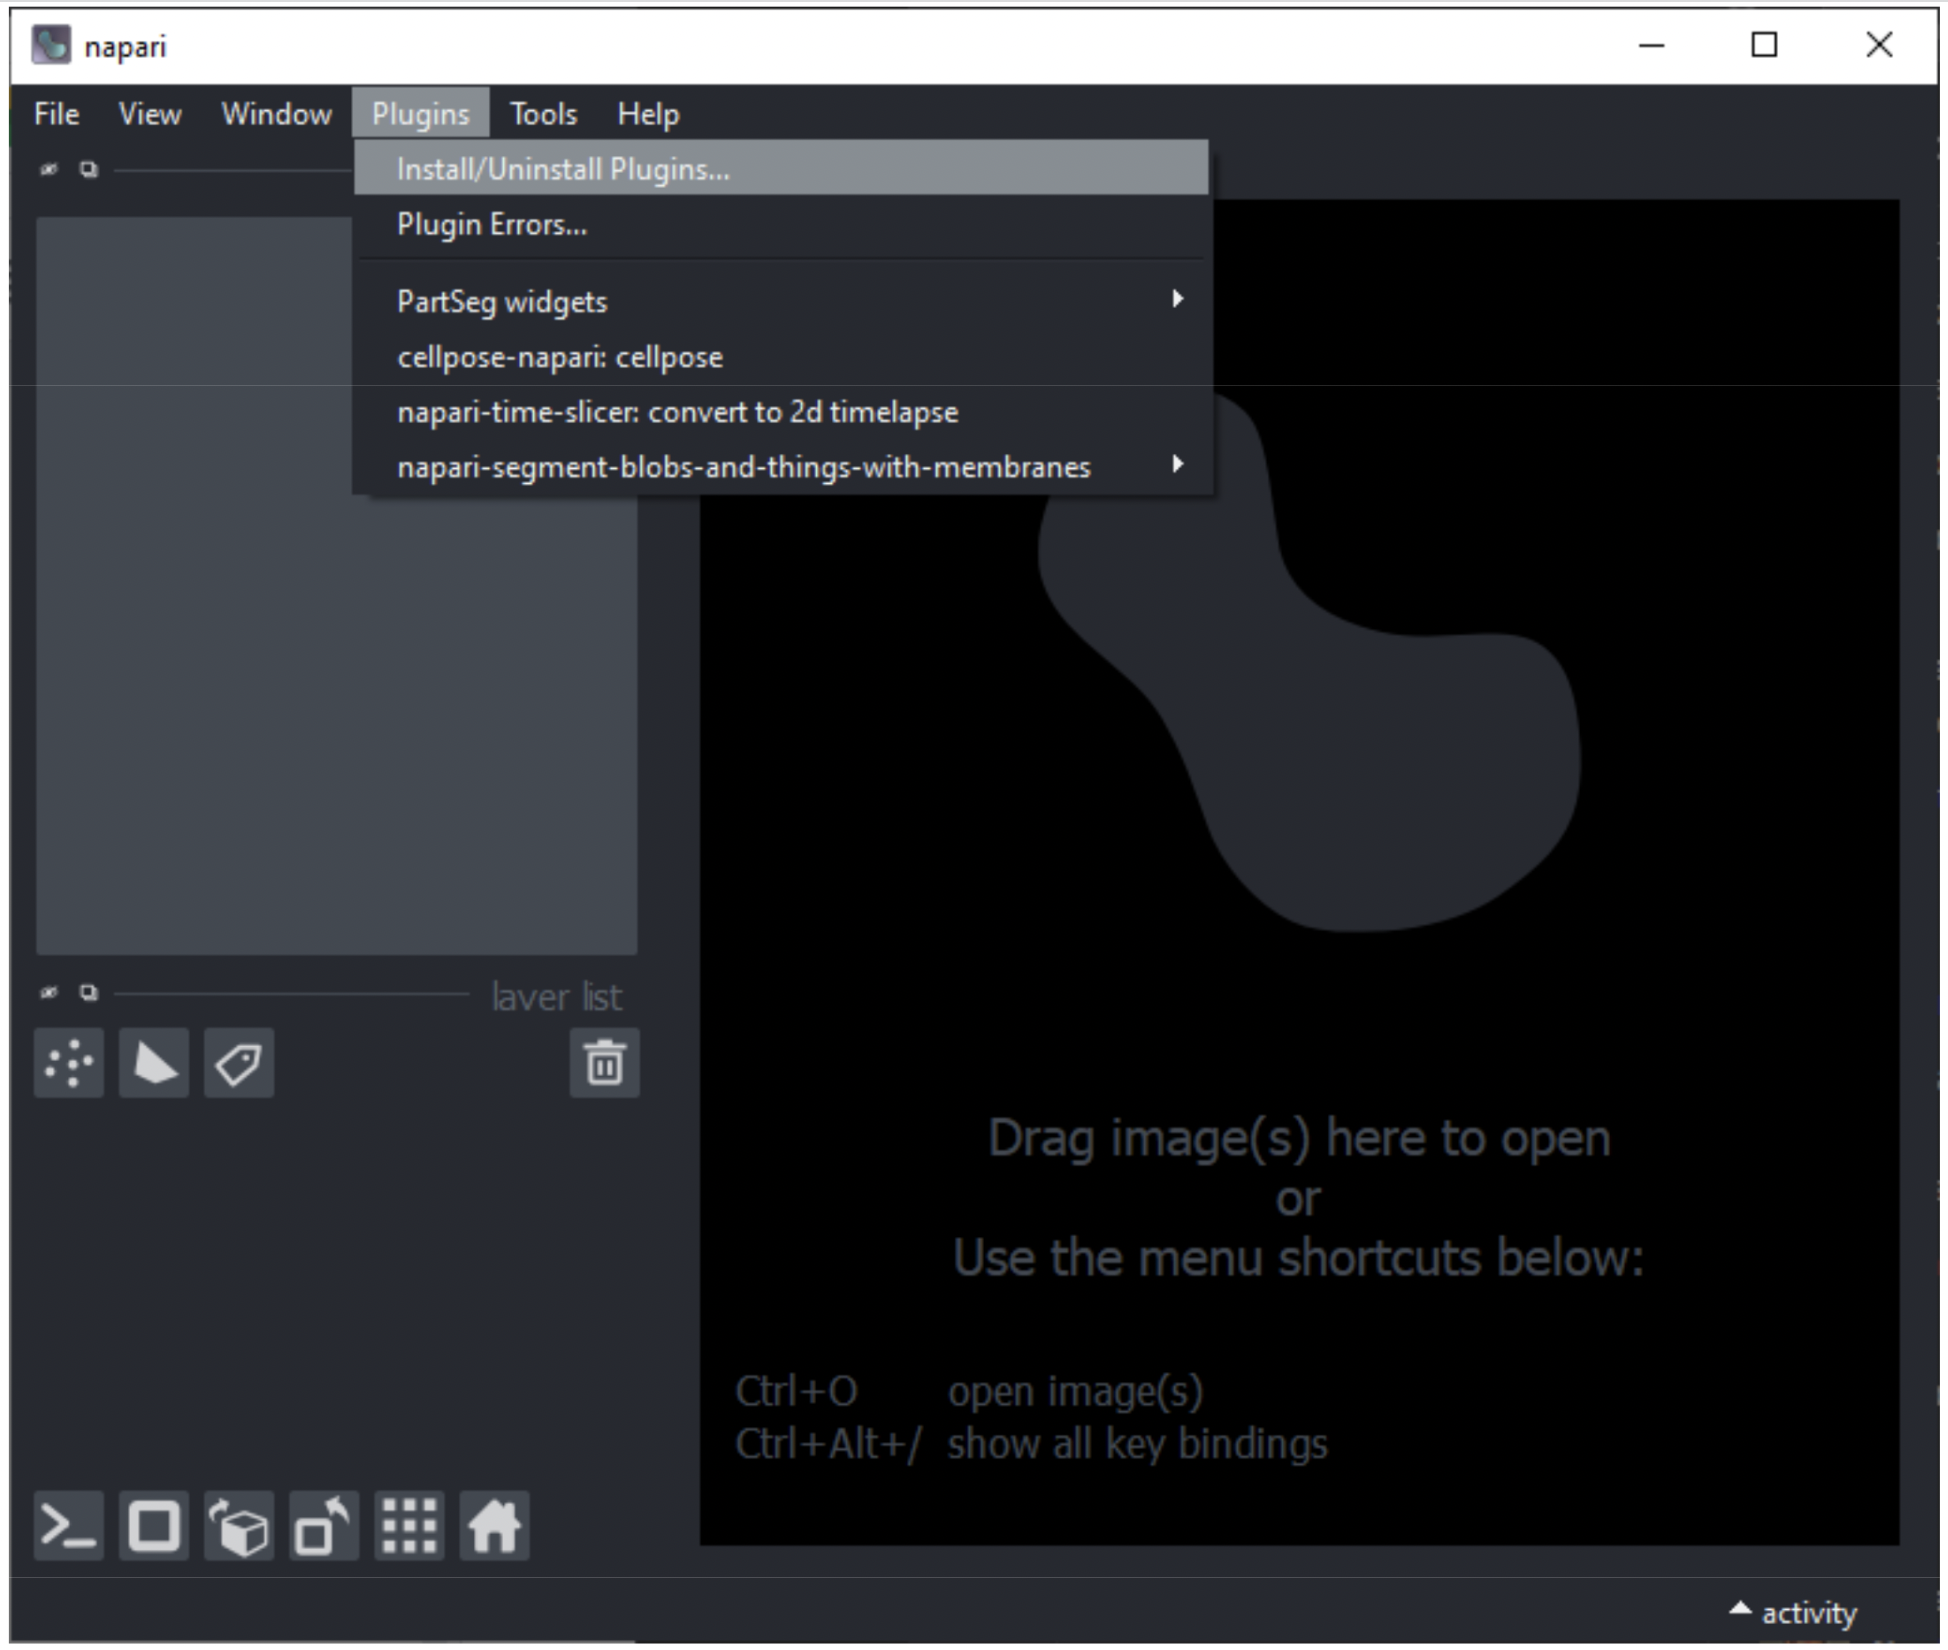 napari
File View Window Plugins Tools Help
Install/Uninstall Plugins...
Plugin Errors...
PartSeg widgets
cellpose-napari: cellpose
napari-time-slicer: convert to 2d timelapse
napari-segment-blobs-and-things-with-membranes
laver list
Drag image(s) here to open
or
Use the menu shortcuts below:
Ctrl+O open image(s)
Ctrl+Alt+/ show all key bindings
activity